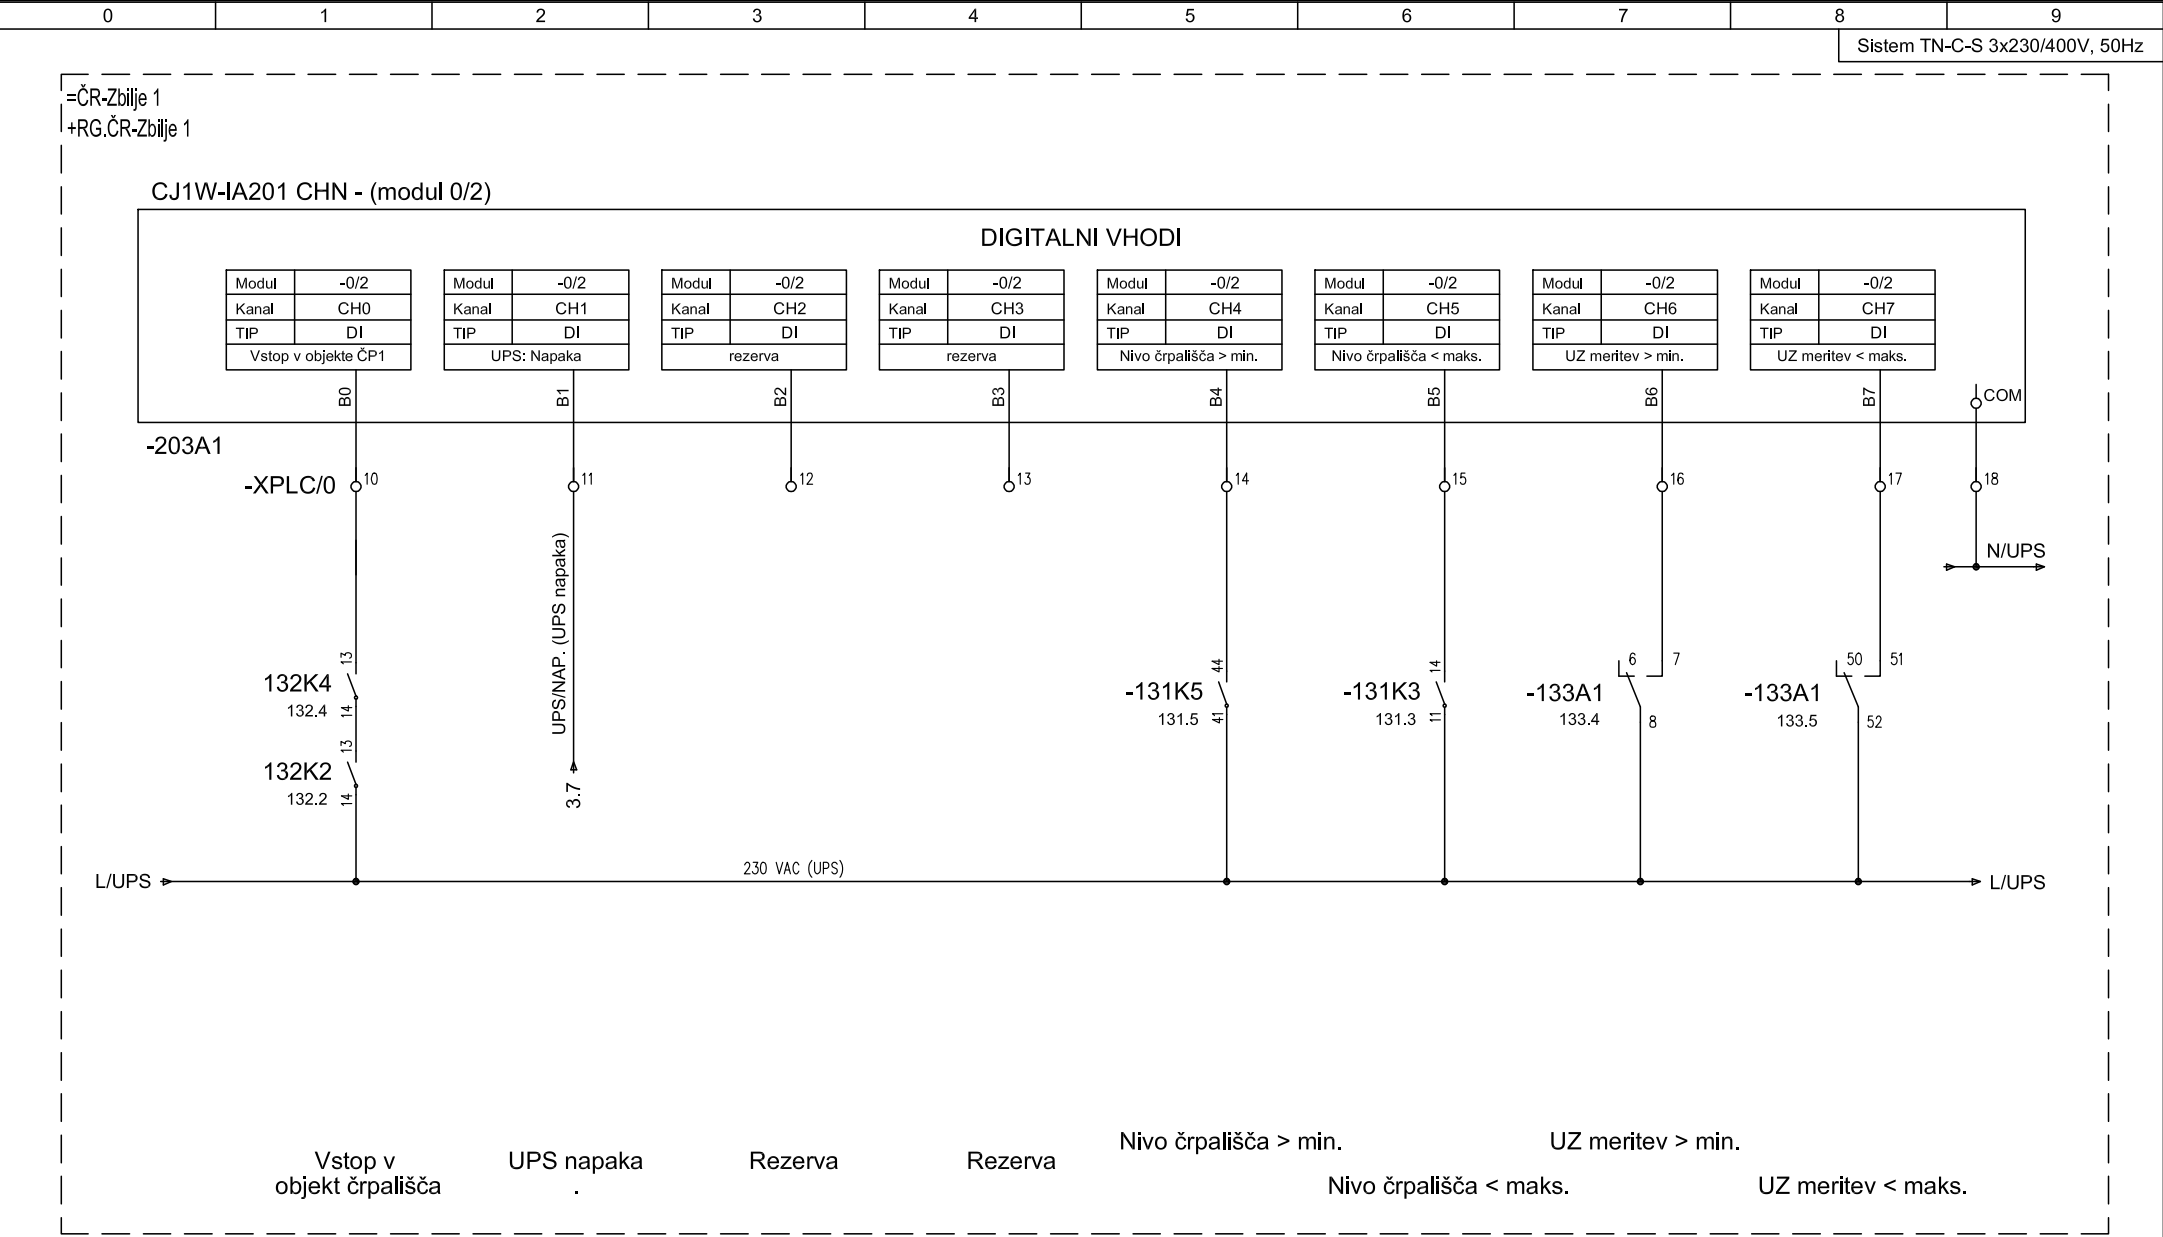 0 1 2 3 4 5 6 7 8 9
Sistem TN-C-S 3x230/400V, 50Hz
=ČR-Zbilje 1
+RG.ČR-Zbilje 1
CJ1W-IA201 CHN - (modul 0/2)
DIGITALNI VHODI
Modul -0/2 Modul -0/2 Modul -0/2 Modul -0/2 Modul -0/2 Modul -0/2 Modul -0/2 Modul -0/2
Kanal CH0 Kanal CH1 Kanal CH2 Kanal CH3 Kanal CH4 Kanal CH5 Kanal CH6 Kanal CH7
TIP DI TIP DI TIP DI TIP DI TIP DI TIP DI TIP DI TIP DI
Vstop v objekte ČP1 UPS: Napaka rezerva rezerva Nivo črpališča > min. Nivo črpališča < maks. UZ meritev > min. UZ meritev < maks.
B0 B1 B2 B3 B4 B5 B6 B7 COM
-203A1
-XPLC/0 10 11 12 13 14 15 16 17 18
N/UPS
UPS/NAP. (UPS napaka)
3.7
13
132K4
132.4 14
13
132K2
132.2 14
44
-131K5
131.5 41
14
-131K3
131.3 11
6 7
-133A1
133.4 8
50 51
-133A1
133.5 52
230 VAC (UPS)
L/UPS L/UPS
Nivo črpališča > min. UZ meritev > min.
Vstop v UPS napaka Rezerva Rezerva
objekt črpališča . Nivo črpališča < maks. UZ meritev < maks.